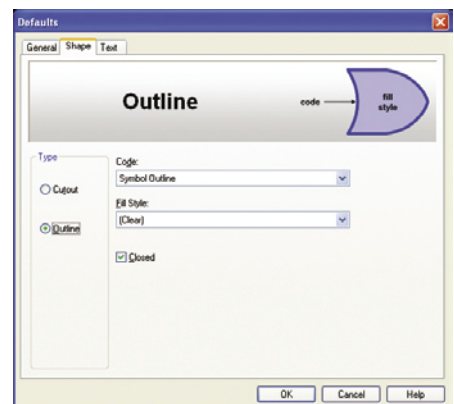 Defaults
General Shape Text
Outline
code
fill
style
Type
Cutout
Outline
Code:
Symbol Outline
Fill Style:
(Clear)
Closed
OK Cancel Help